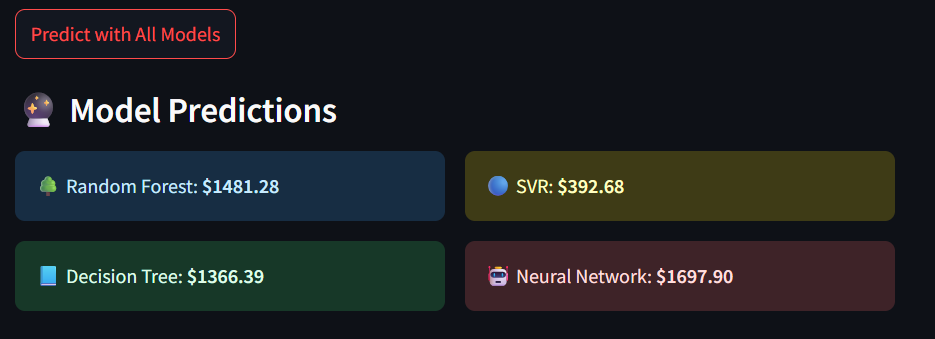 Predict with All Models
Model Predictions
Random Forest: $1481.28
SVR: $392.68
Decision Tree: $1366.39
Neural Network: $1697.90